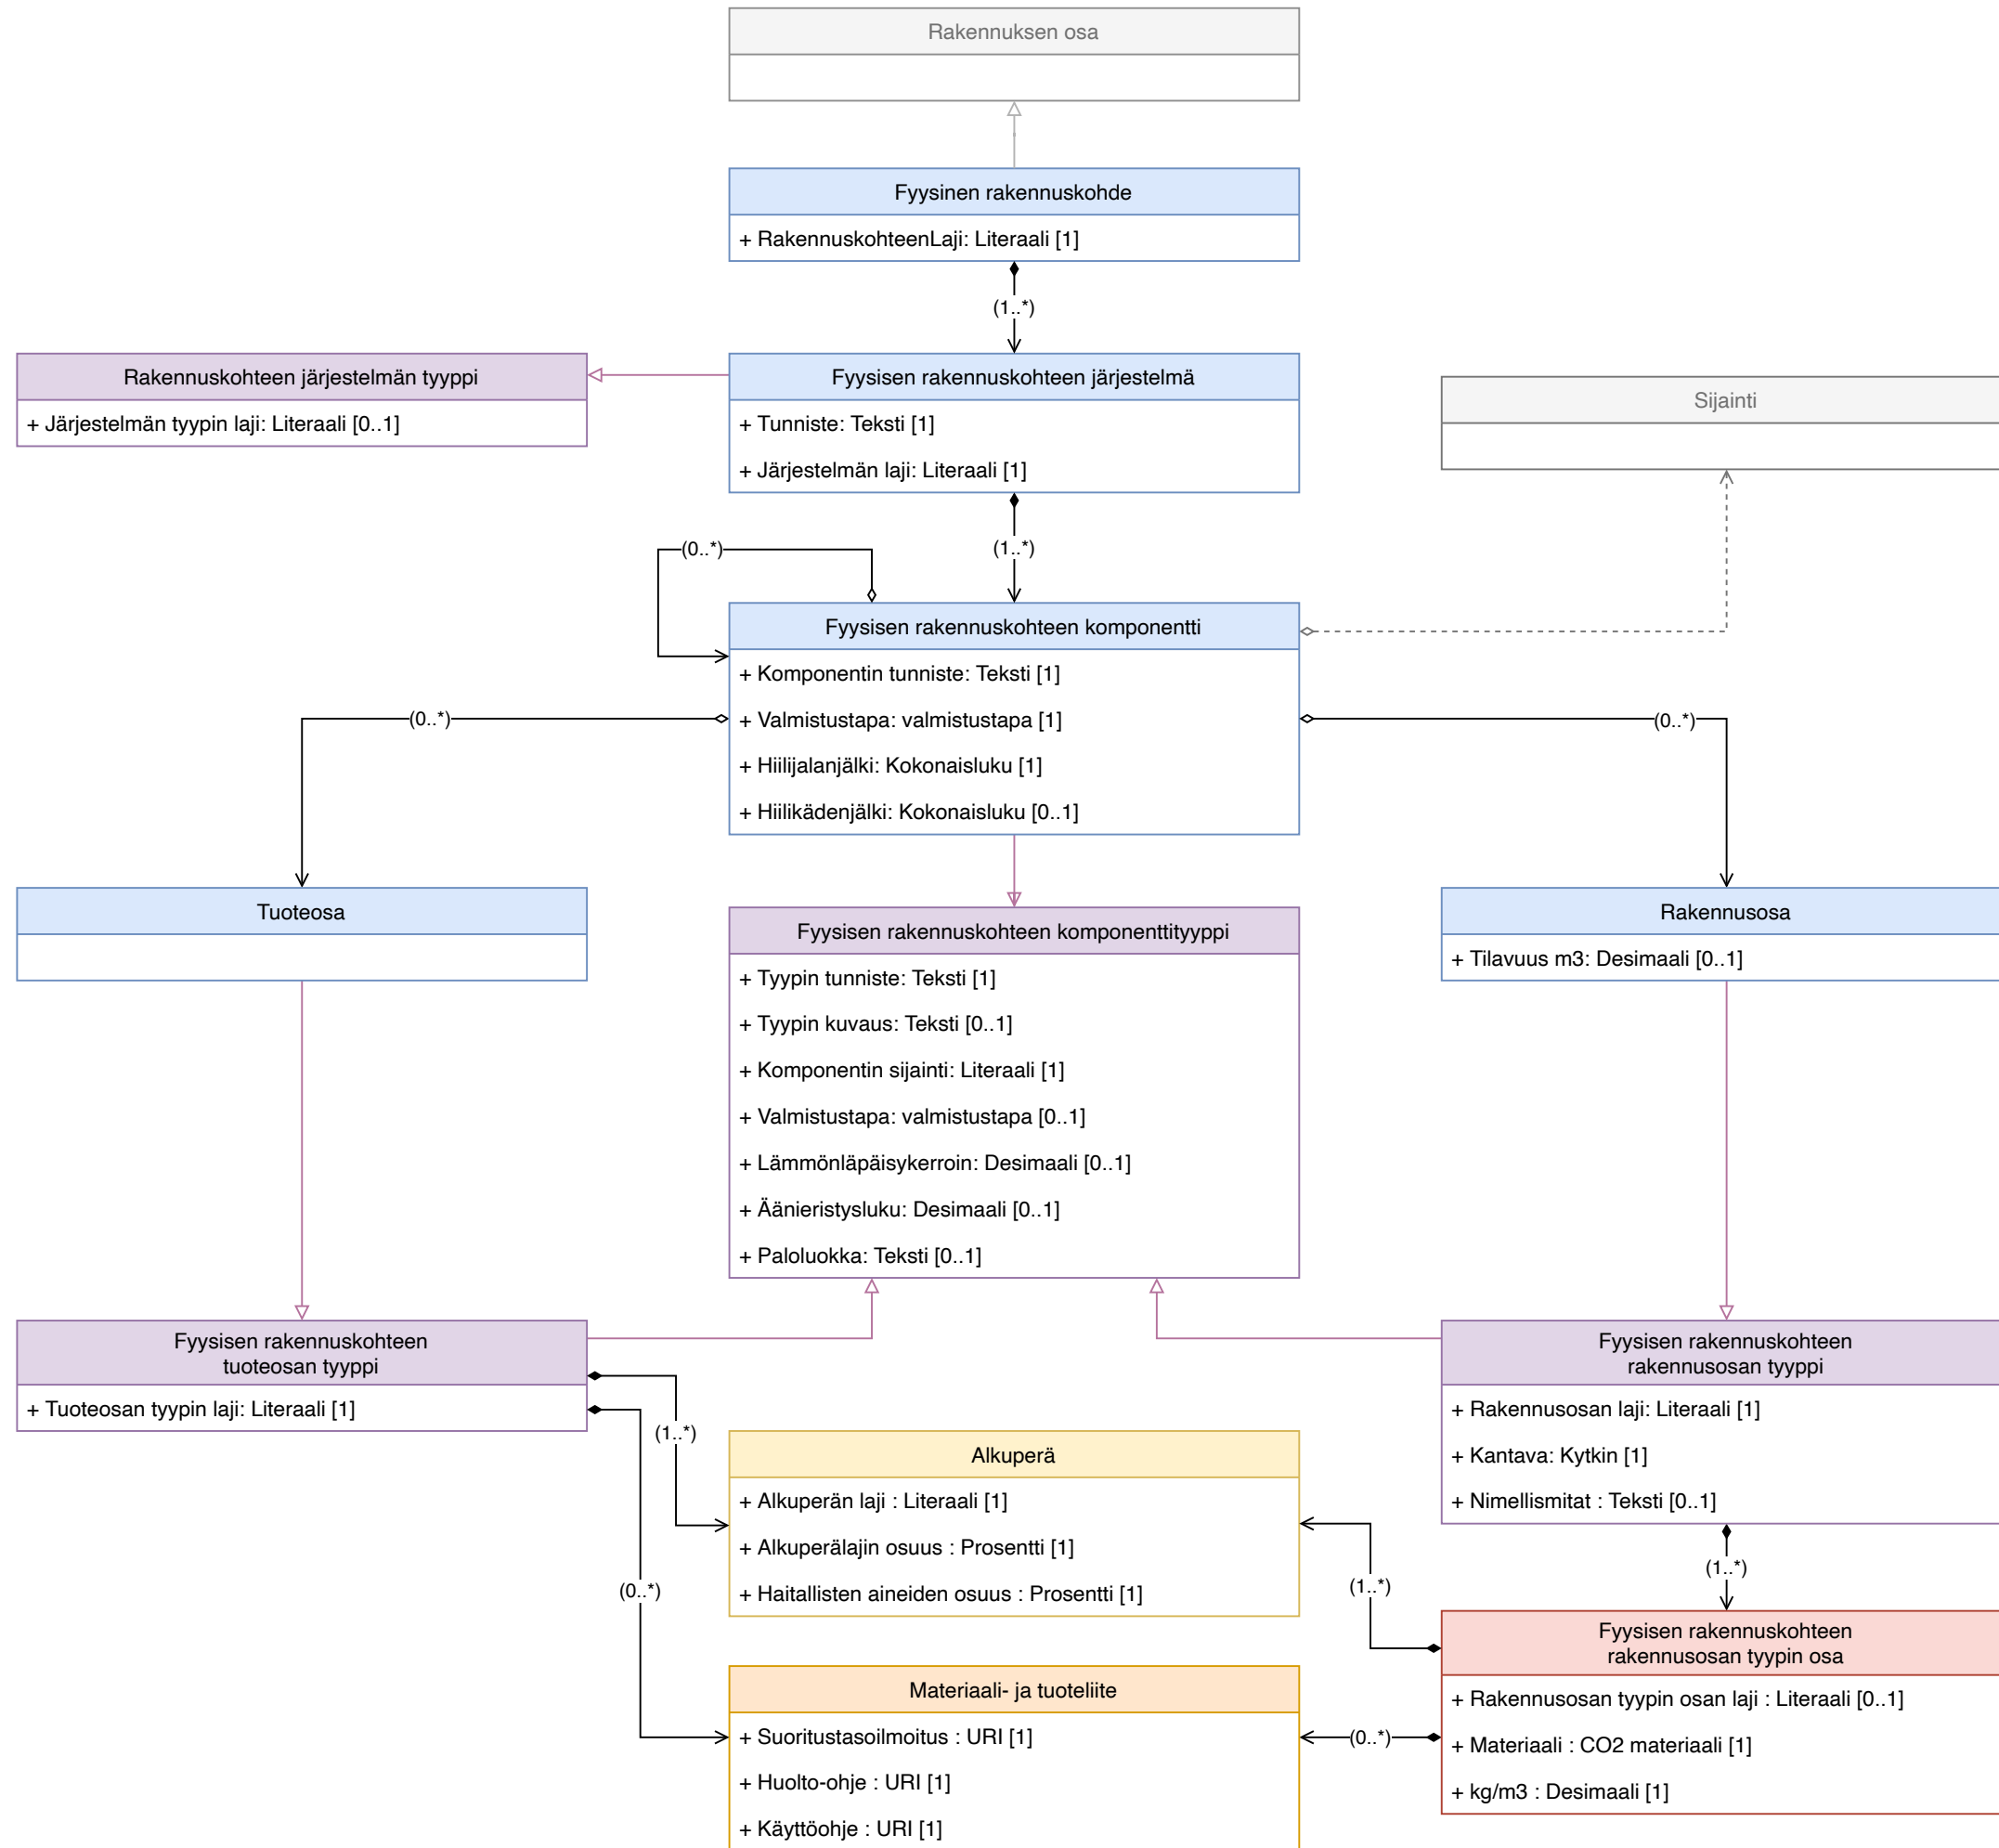 Rakennuksen osa
Fyysinen rakennuskohde
+ RakennuskohteenLaji: Literaali [1]
(1..*)
Rakennuskohteen järjestelmän tyyppi
+ Järjestelmän tyypin laji: Literaali [0..1]
Fyysisen rakennuskohteen järjestelmä
+ Tunniste: Teksti [1]
+ Järjestelmän laji: Literaali [1]
Sijainti
(0..*)
(1..*)
Fyysisen rakennuskohteen komponentti
+ Komponentin tunniste: Teksti [1]
+ Valmistustapa: valmistustapa [1]
+ Hiilijalanjälki: Kokonaisluku [1]
+ Hiilikädenjälki: Kokonaisluku [0..1]
(0..*)
(0..*)
Tuoteosa
Fyysisen rakennuskohteen komponenttityyppi
+ Tyypin tunniste: Teksti [1]
+ Tyypin kuvaus: Teksti [0..1]
+ Komponentin sijainti: Literaali [1]
+ Valmistustapa: valmistustapa [0..1]
+ Lämmönläpäisykerroin: Desimaali [0..1]
+ Äänieristysluku: Desimaali [0..1]
+ Paloluokka: Teksti [0..1]
Rakennusosa
+ Tilavuus m3: Desimaali [0..1]
Fyysisen rakennuskohteen
tuoteosan tyyppi
+ Tuoteosan tyypin laji: Literaali [1]
(1..*)
(0..*)
Alkuperä
+ Alkuperän laji : Literaali [1]
+ Alkuperälajin osuus : Prosentti [1]
+ Haitallisten aineiden osuus : Prosentti [1]
Fyysisen rakennuskohteen
rakennusosan tyyppi
+ Rakennusosan laji: Literaali [1]
+ Kantava: Kytkin [1]
+ Nimellismitat : Teksti [0..1]
(1..*)
(1..*)
Materiaali- ja tuoteliite
+ Suoritustasoilmoitus : URI [1]
+ Huolto-ohje : URI [1]
+ Käyttöohje : URI [1]
(0..*)
Fyysisen rakennuskohteen
rakennusosan tyypin osa
+ Rakennusosan tyypin osan laji : Literaali [0..1]
+ Materiaali : CO2 materiaali [1]
+ kg/m3 : Desimaali [1]